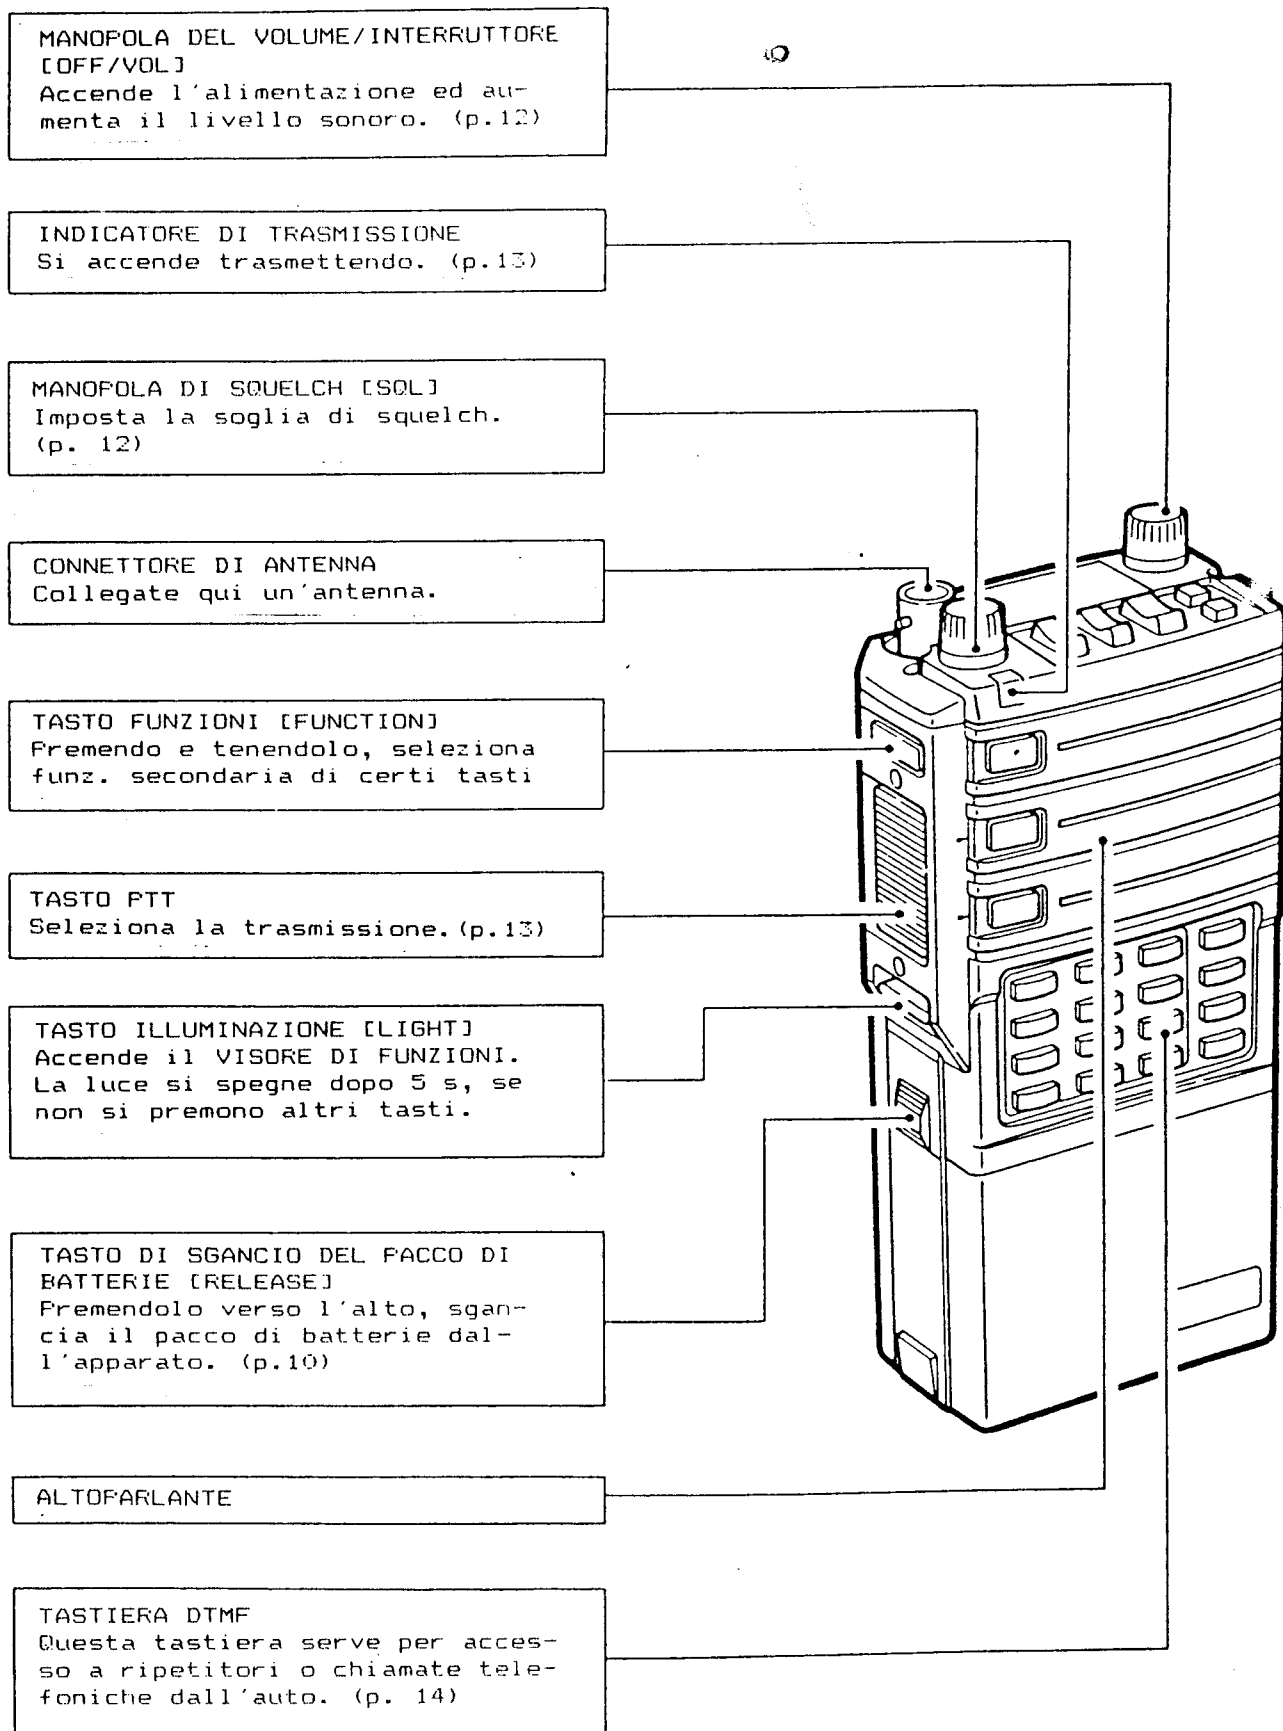 MANOPOLA DEL VOLUME/INTERRUTTORE
[OFF/VOL]
Accende l'alimentazione ed au-
menta il livello sonoro. (p.12)
INDICATORE DI TRASMISSIONE
Si accende trasmettendo. (p.13)
MANOPOLA DI SQUELCH [SQL]
Imposta la soglia di squelch.
(p. 12)
CONNETTORE DI ANTENNA
Collegate qui un'antenna.
TASTO FUNZIONI [FUNCTION]
Premendo e tenendolo, seleziona
funz. secondaria di certi tasti
TASTO PTT
Seleziona la trasmissione.(p.13)
TASTO ILLUMINAZIONE [LIGHT]
Accende il VISORE DI FUNZIONI.
La luce si spegne dopo 5 s, se
non si premono altri tasti.
TASTO DI SGANCIO DEL PACCO DI
BATTERIE [RELEASE]
Premendolo verso l'alto, sgan-
cia il pacco di batterie dal-
l'apparato. (p.10)
ALTOPARLANTE
TASTIERA DTMF
Questa tastiera serve per acces-
so a ripetitori o chiamate tele-
foniche dall'auto. (p. 14)